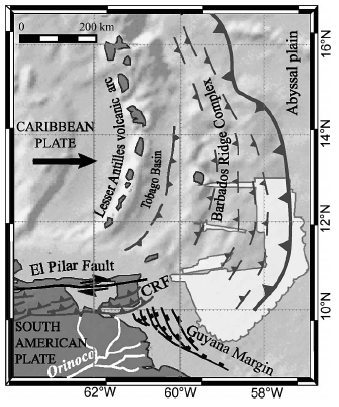 0 200 km
16°N
Abyssal plain
CARIBBEAN
PLATE
Lesser Antilles volcanic arc
Tobago Basin
Barbados Ridge Complex
14°N
12°N
El Pilar Fault
CRF
10°N
SOUTH
AMERICAN
PLATE
Orinoco
Guyana Margin
62°W 60°W 58°W